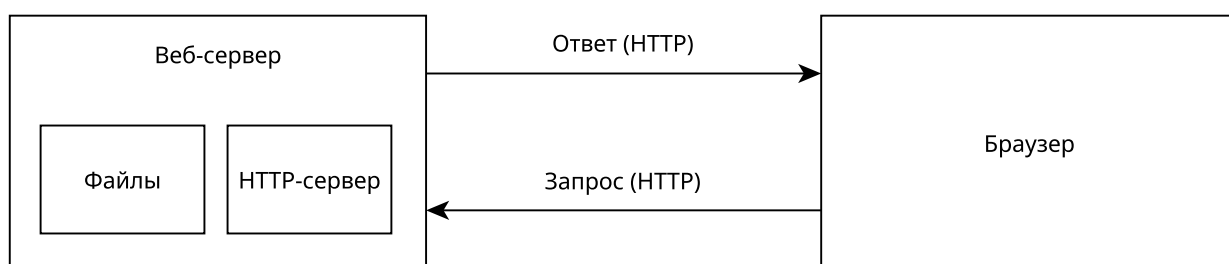 Веб-сервер
Ответ (HTTP)
Файлы
HTTP-сервер
Запрос (HTTP)
Браузер